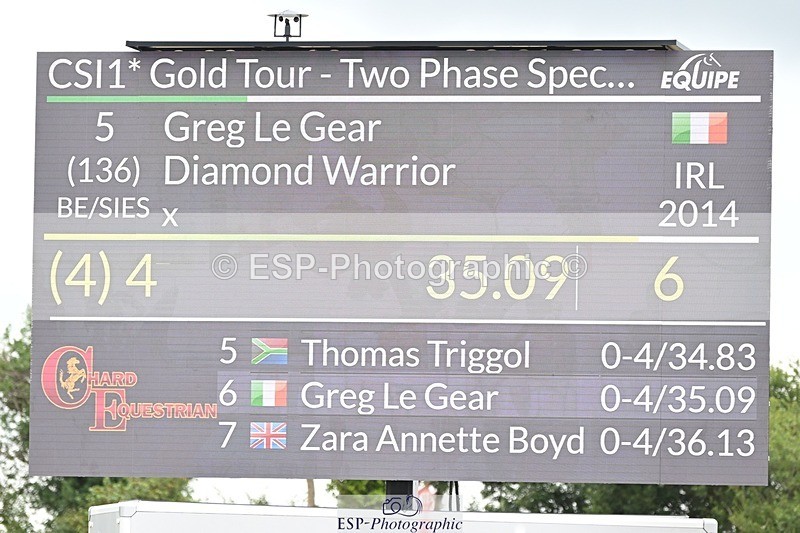 CSI1* Gold Tour - Two Phase Spec...
EQUIPE
5 Greg Le Gear
(136) Diamond Warrior IRL
BE/SIES x 2014
(4) 4 35.09 6
© ESP-Photographic ©
5 Thomas Triggol 0-4/34.83
6 Greg Le Gear 0-4/35.09
7 Zara Annette Boyd 0-4/36.13
CHARD
EQUESTRIAN
ESP-Photographic